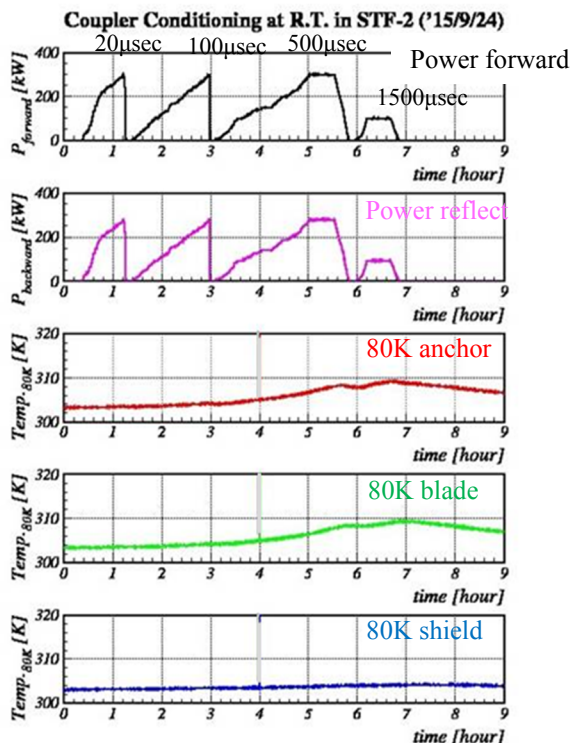 Coupler Conditioning at R.T. in STF-2 ('15/9/24)
20μsec 100μsec 500μsec
Power forward
1500μsec
P forward [kW]
400
200
0
0 1 2 3 4 5 6 7 8 9
time [hour]
Power reflect
P backward [kW]
400
200
0
0 1 2 3 4 5 6 7 8 9
time [hour]
80K anchor
Temp. 80K [K]
320
310
300
0 1 2 3 4 5 6 7 8 9
time [hour]
80K blade
Temp. 80K [K]
320
310
300
0 1 2 3 4 5 6 7 8 9
time [hour]
80K shield
Temp. 80K [K]
320
310
300
0 1 2 3 4 5 6 7 8 9
time [hour]